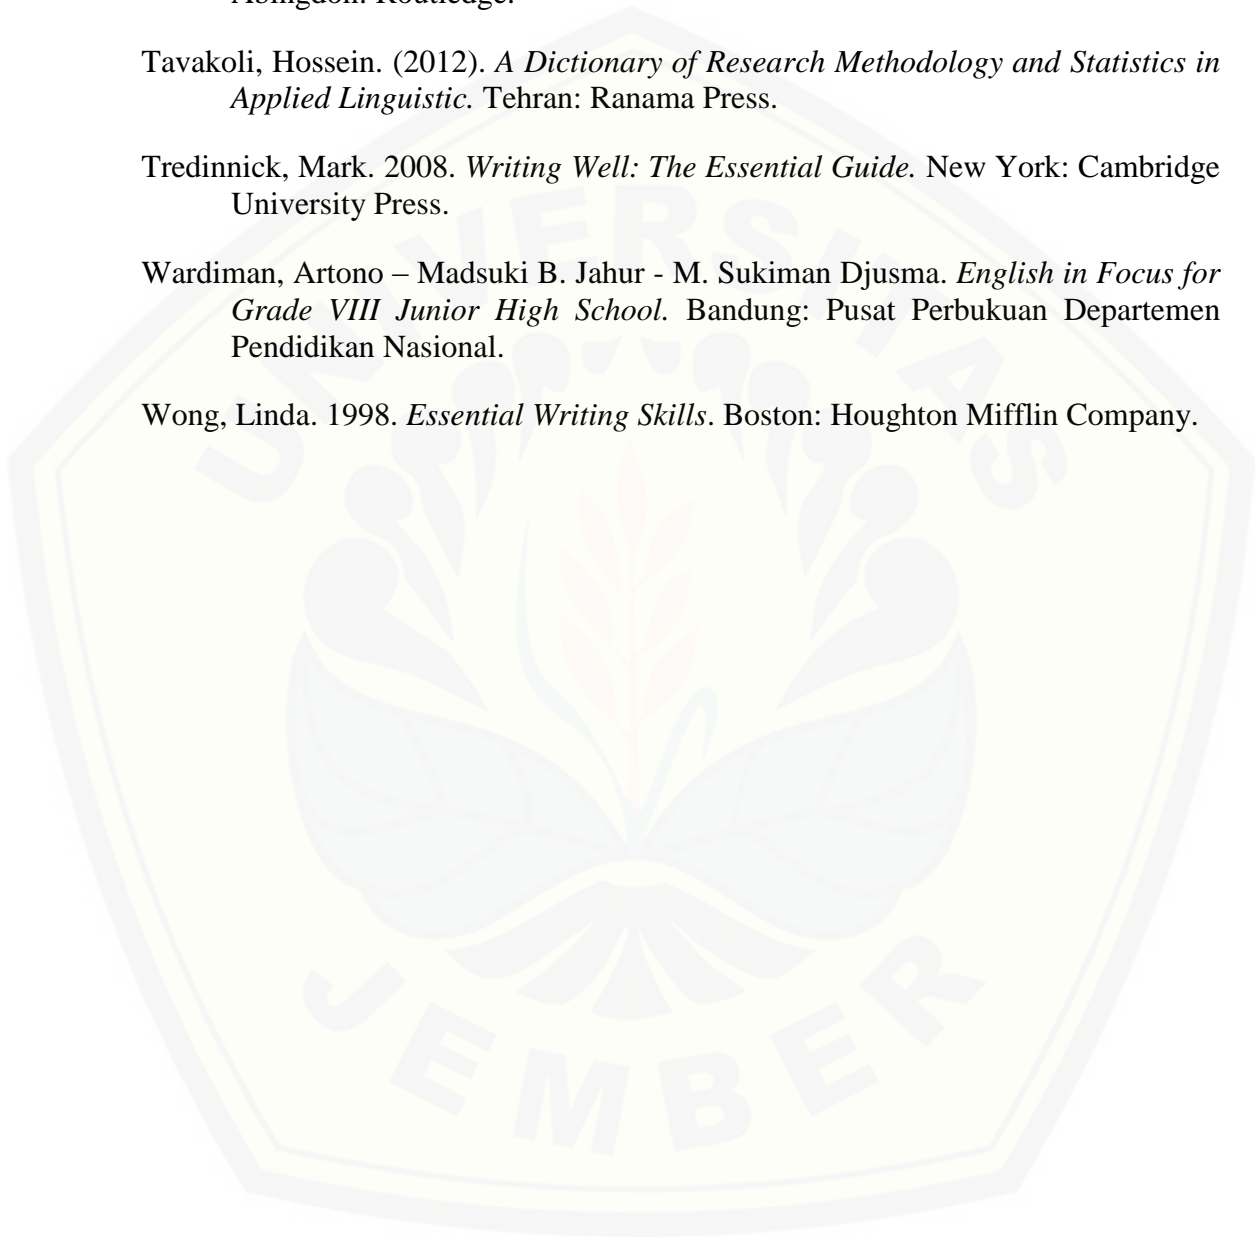 Abingdon: Routledge.
Tavakoli, Hossein. (2012). A Dictionary of Research Methodology and Statistics in
Applied Linguistic. Tehran: Ranama Press.
Tredinnick, Mark. 2008. Writing Well: The Essential Guide. New York: Cambridge
University Press.
Wardiman, Artono – Madsuki B. Jahur - M. Sukiman Djusma. English in Focus for
Grade VIII Junior High School. Bandung: Pusat Perbukuan Departemen
Pendidikan Nasional.
Wong, Linda. 1998. Essential Writing Skills. Boston: Houghton Mifflin Company.
UNIVERSITAS
JEMBER